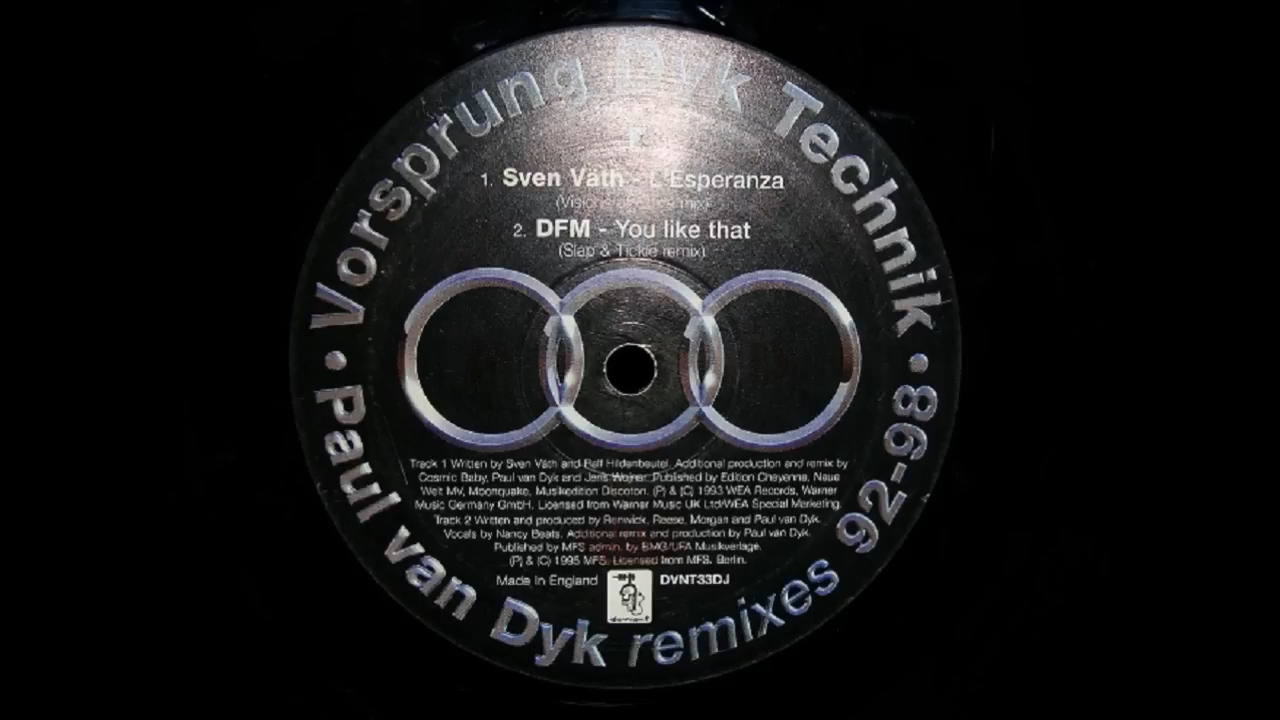 Vorsprung Dyk Technik
1. Sven Väth - L'Esperanza
2. DFM - You like that
(Slap & Tickle remix)
Track 1 Written by Sven Väth and Ralf Hildenbeutel. Additional production and remix by
Cosmic Baby, Paul van Dyk and Jens Wojner. Published by Edition Cheyenne, Neue
Welt MV, Moonquake, Musikedition Discoton. (P) & (C) 1993 WEA Records, Warner
Music Germany GmbH. Licensed from Warner Music UK Ltd/WEA Special Marketing.
Track 2 Written and produced by Renwick, Reese, Morgan and Paul van Dyk.
Vocals by Nancy Beats. Additional remix and production by Paul van Dyk.
Published by MFS admin. by BMG/UFA Musikverlage.
(P) & (C) 1995 MFS. Licensed from MFS. Berlin.
Made in England DVNT33DJ
• Paul van Dyk remixes 92-98 •